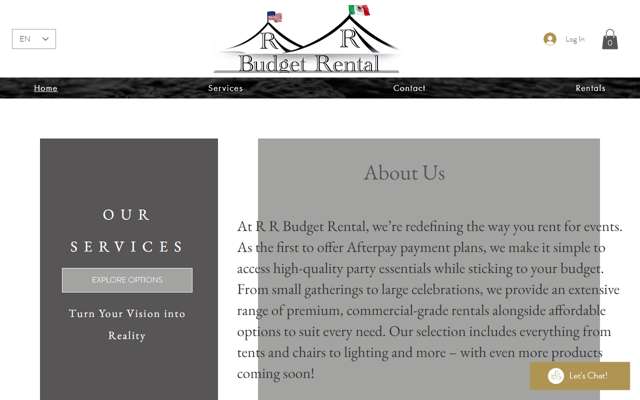 EN
R R
Budget Rental
Log In
0
Home Services Contact Rentals
OUR
SERVICES
EXPLORE OPTIONS
Turn Your Vision into
Reality
About Us
At R R Budget Rental, we’re redefining the way you rent for events.
As the first to offer Afterpay payment plans, we make it simple to
access high-quality party essentials while sticking to your budget.
From small gatherings to large celebrations, we provide an extensive
range of premium, commercial-grade rentals alongside affordable
options to suit every need. Our selection includes everything from
tents and chairs to lighting and more – with even more products
coming soon!
Let's Chat!